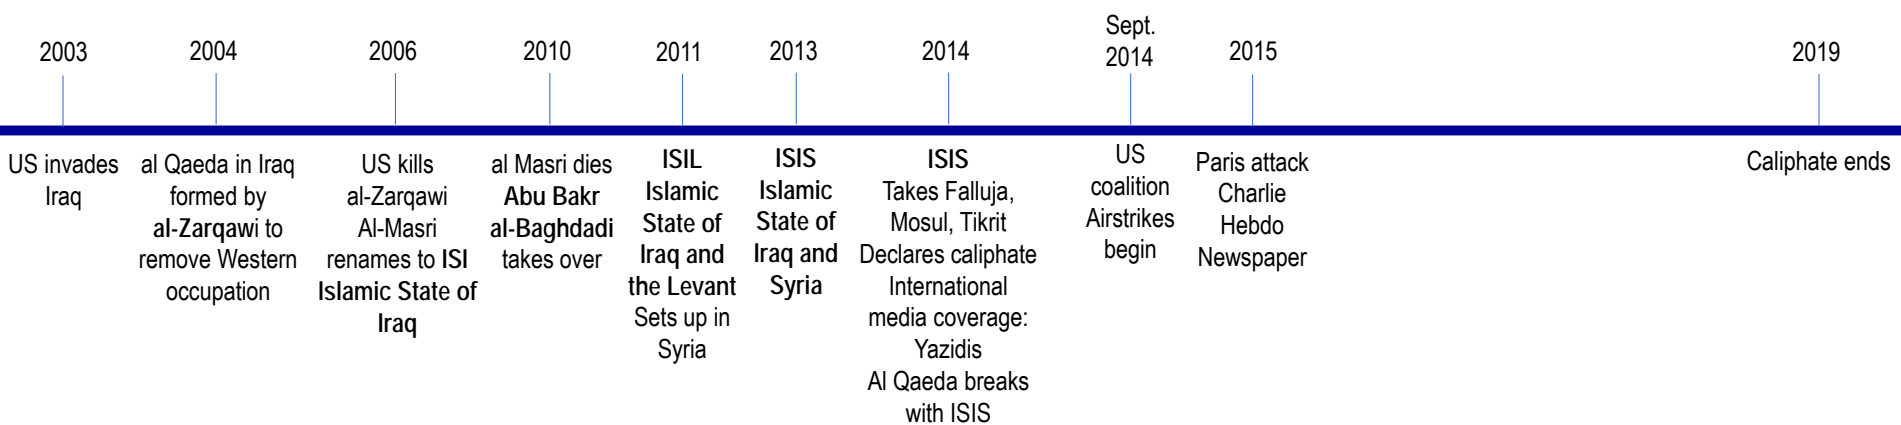 2003
US invades
Iraq
2004
al Qaeda in Iraq
formed by
al-Zarqawi to
remove Western
occupation
2006
US kills
al-Zarqawi
Al-Masri
renames to ISI
Islamic State of
Iraq
2010
al Masri dies
Abu Bakr
al-Baghdadi
takes over
2011
ISIL
Islamic
State of
Iraq and
the Levant
Sets up in
Syria
2013
ISIS
Islamic
State of
Iraq and
Syria
2014
ISIS
Takes Falluja,
Mosul, Tikrit
Declares caliphate
International
media coverage:
Yazidis
Al Qaeda breaks
with ISIS
Sept.
2014
US
coalition
Airstrikes
begin
2015
Paris attack
Charlie
Hebdo
Newspaper
2019
Caliphate ends